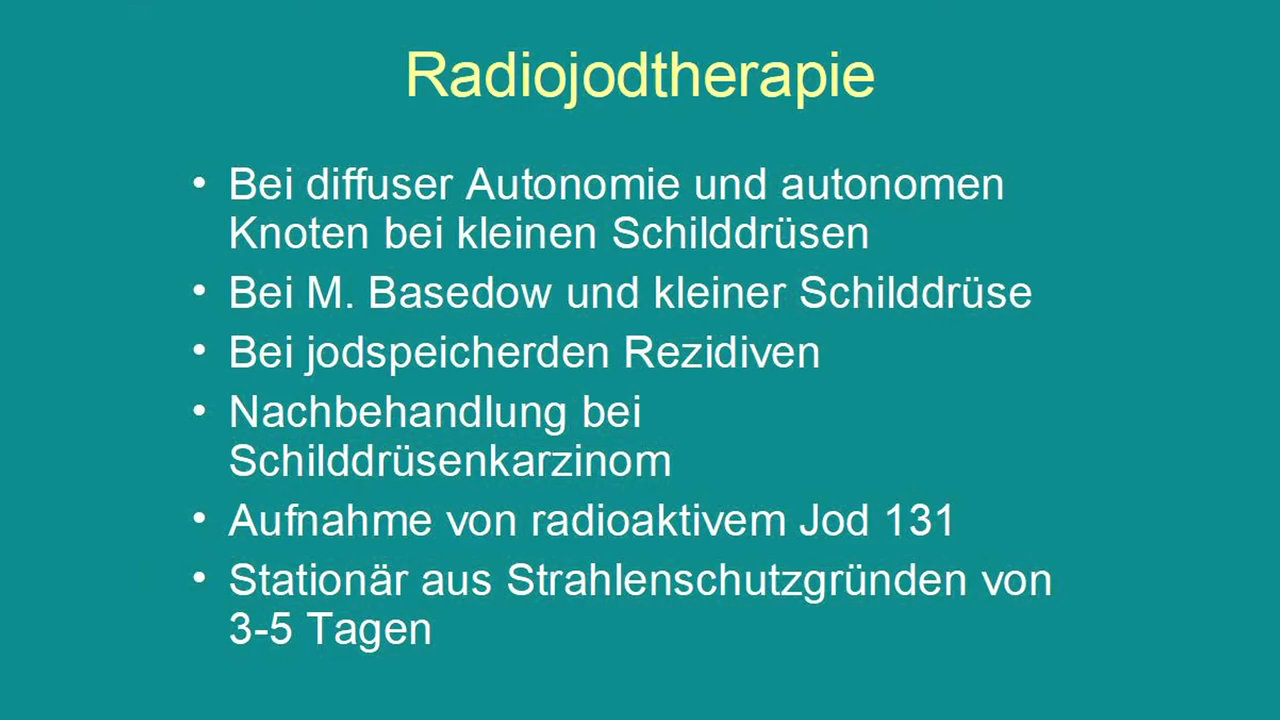 Radiojodtherapie
• Bei diffuser Autonomie und autonomen
Knoten bei kleinen Schilddrüsen
• Bei M. Basedow und kleiner Schilddrüse
• Bei jodspeicherden Rezidiven
• Nachbehandlung bei
Schilddrüsenkarzinom
• Aufnahme von radioaktivem Jod 131
• Stationär aus Strahlenschutzgründen von
3-5 Tagen